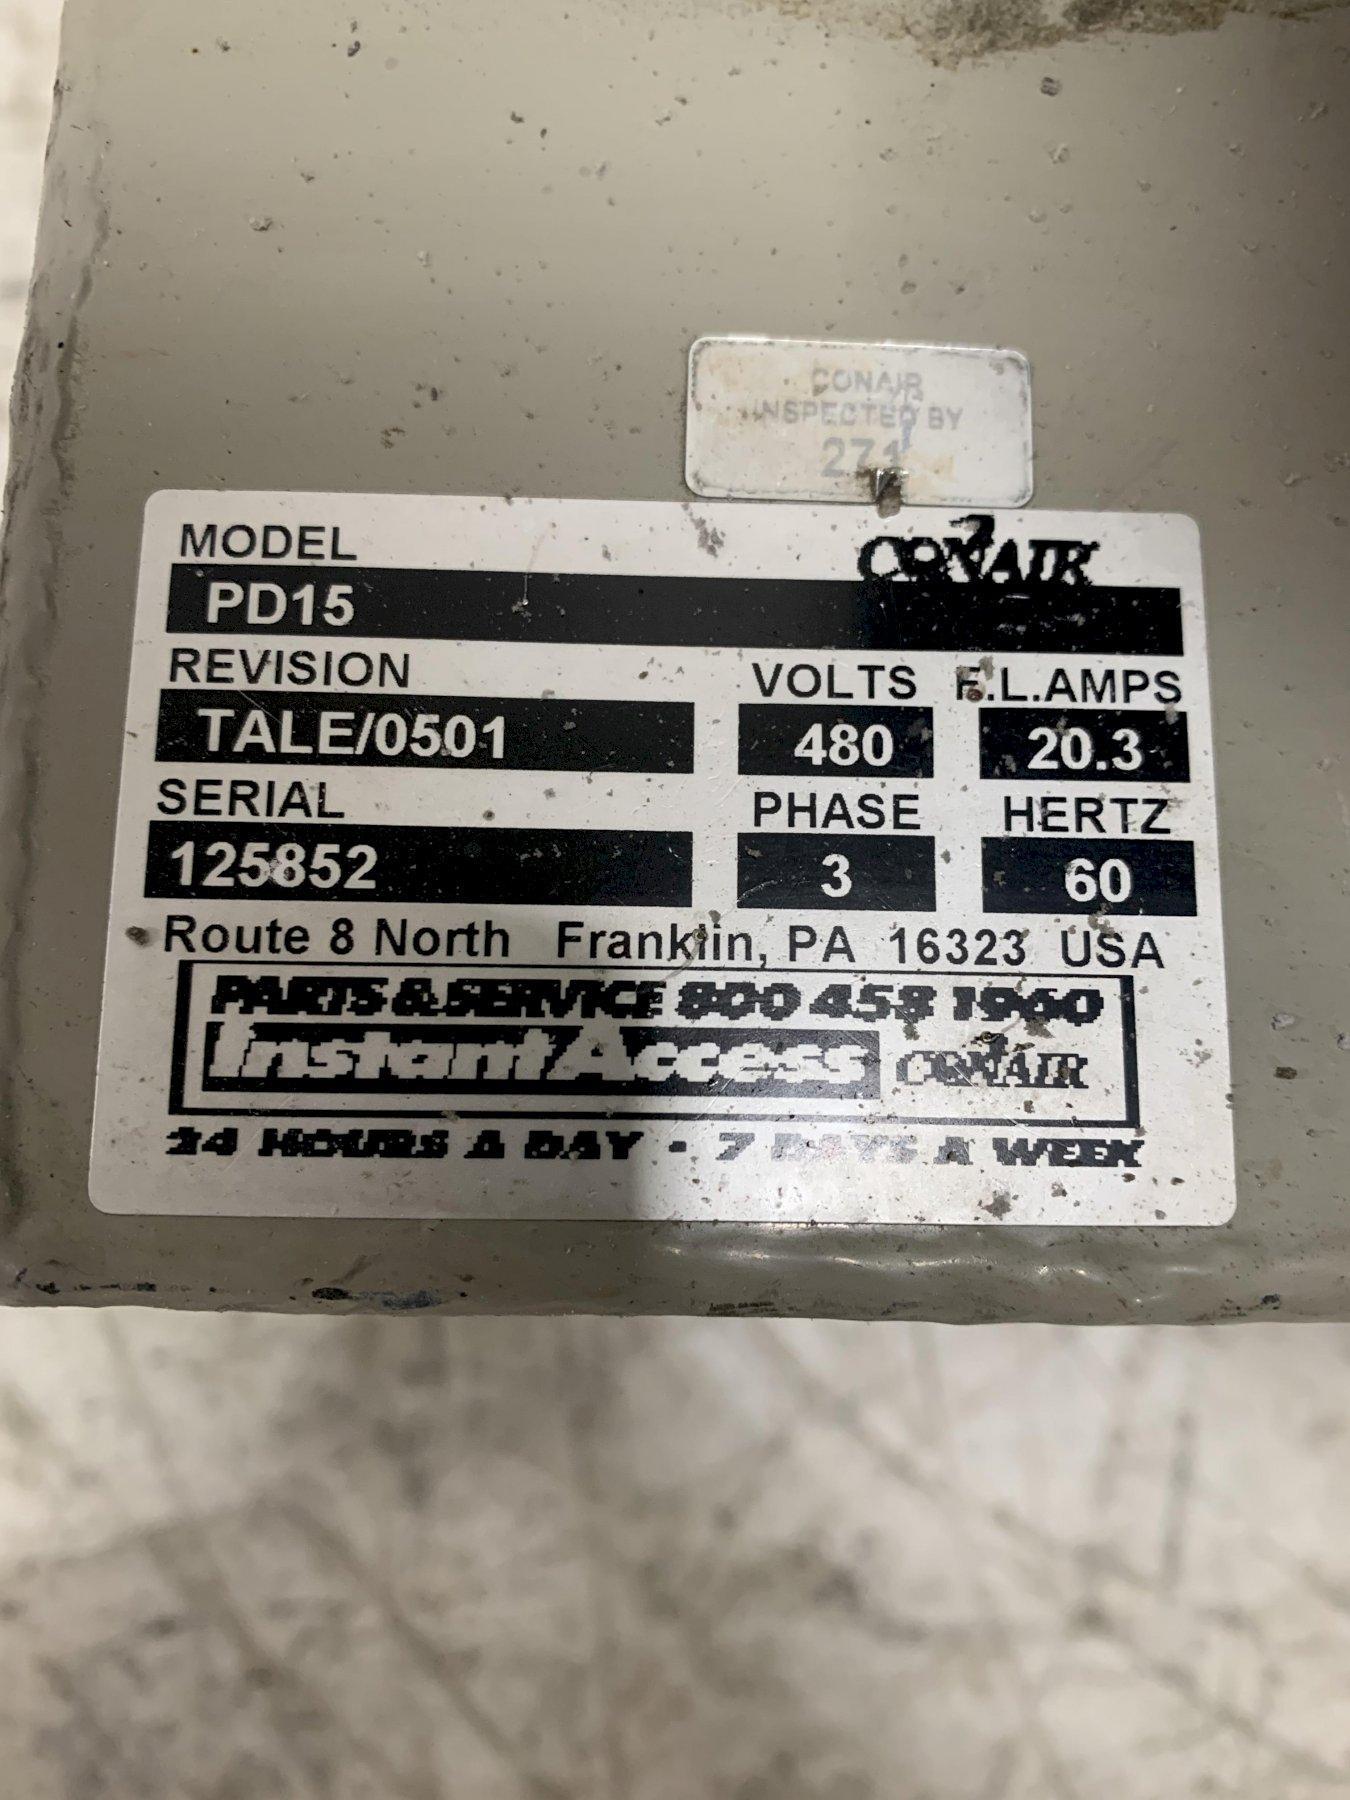 CONAIR
INSPECTED BY
271
MODEL
CONAIR
PD15
REVISION VOLTS F.L.AMPS
TALE/0501 480 20.3
SERIAL PHASE HERTZ
125852 3 60
Route 8 North Franklin, PA 16323 USA
PARTS & SERVICE 800 458 1960
InstantAccess CONAIR
24 HOURS A DAY - 7 DAYS A WEEK